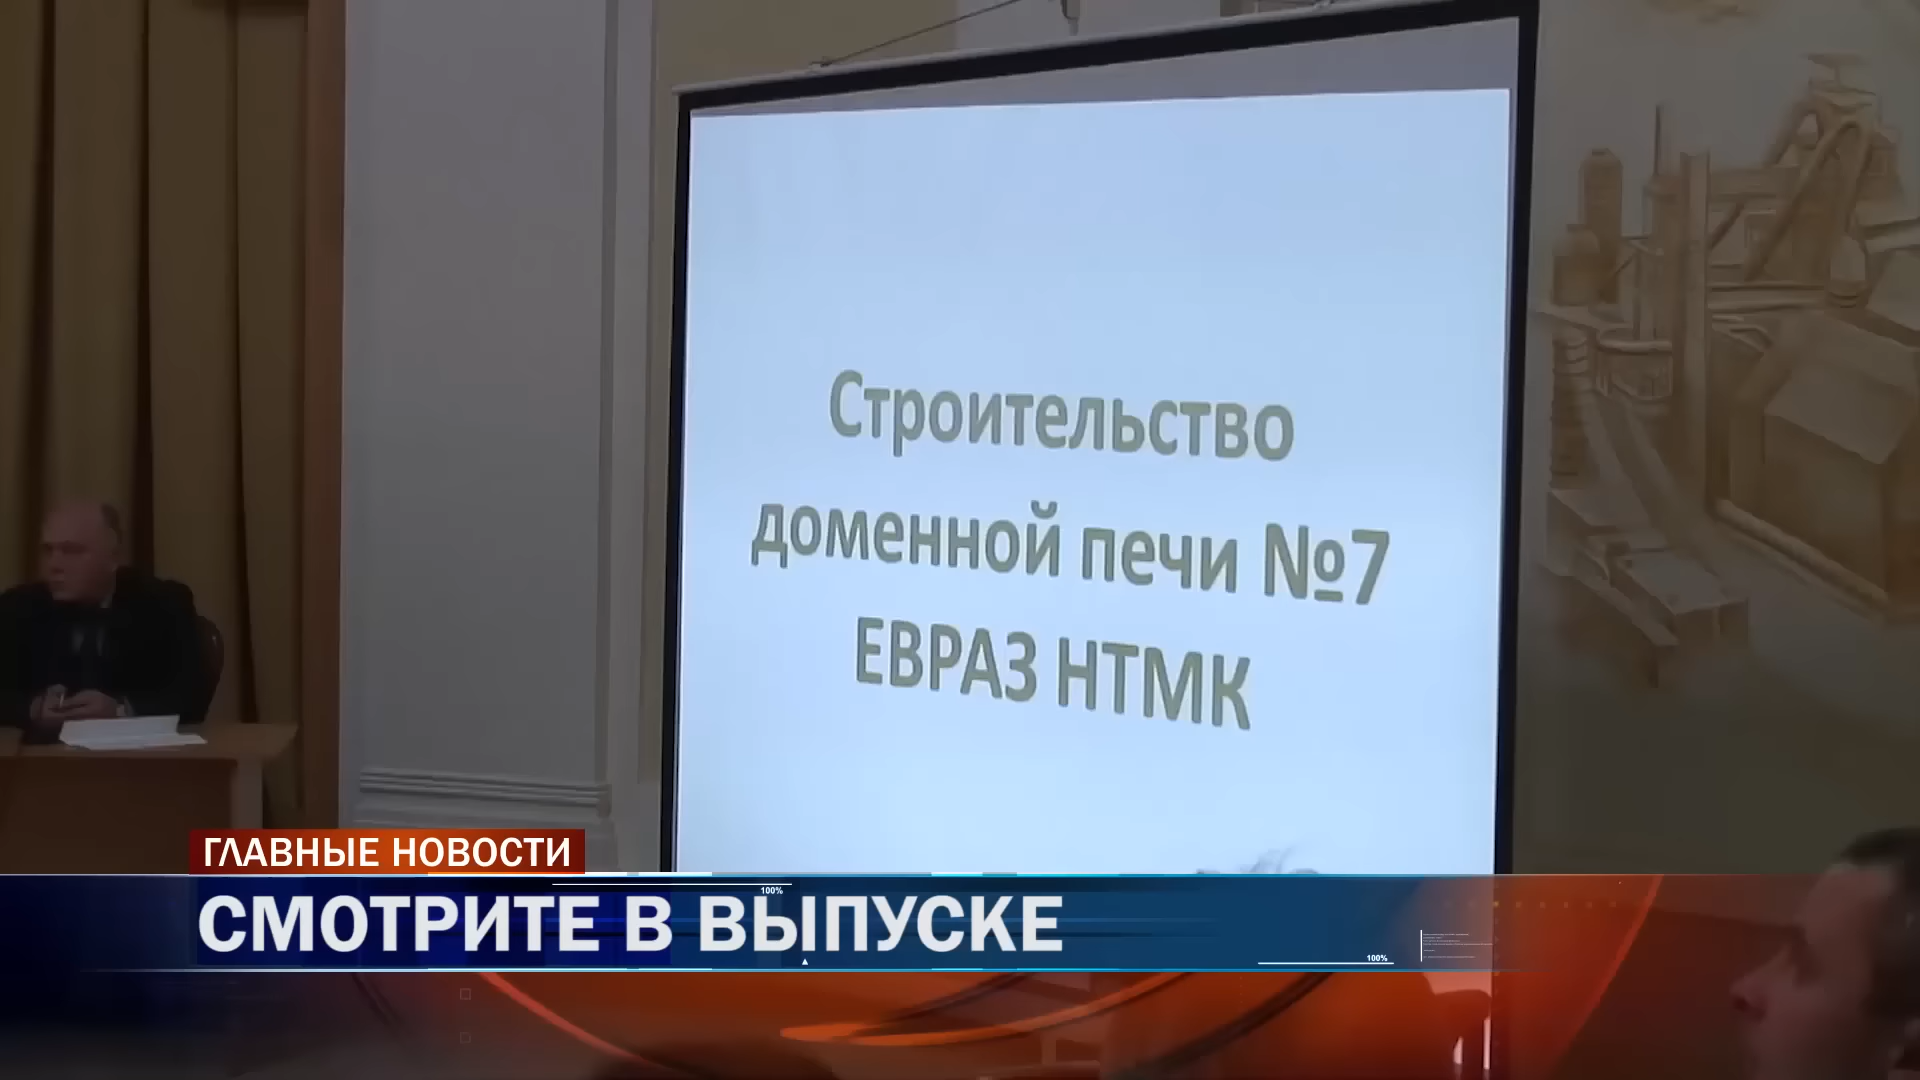 Строительство
доменной печи №7
ЕВРАЗ НТМК
ГЛАВНЫЕ НОВОСТИ
100%
СМОТРИТЕ В ВЫПУСКЕ
100%